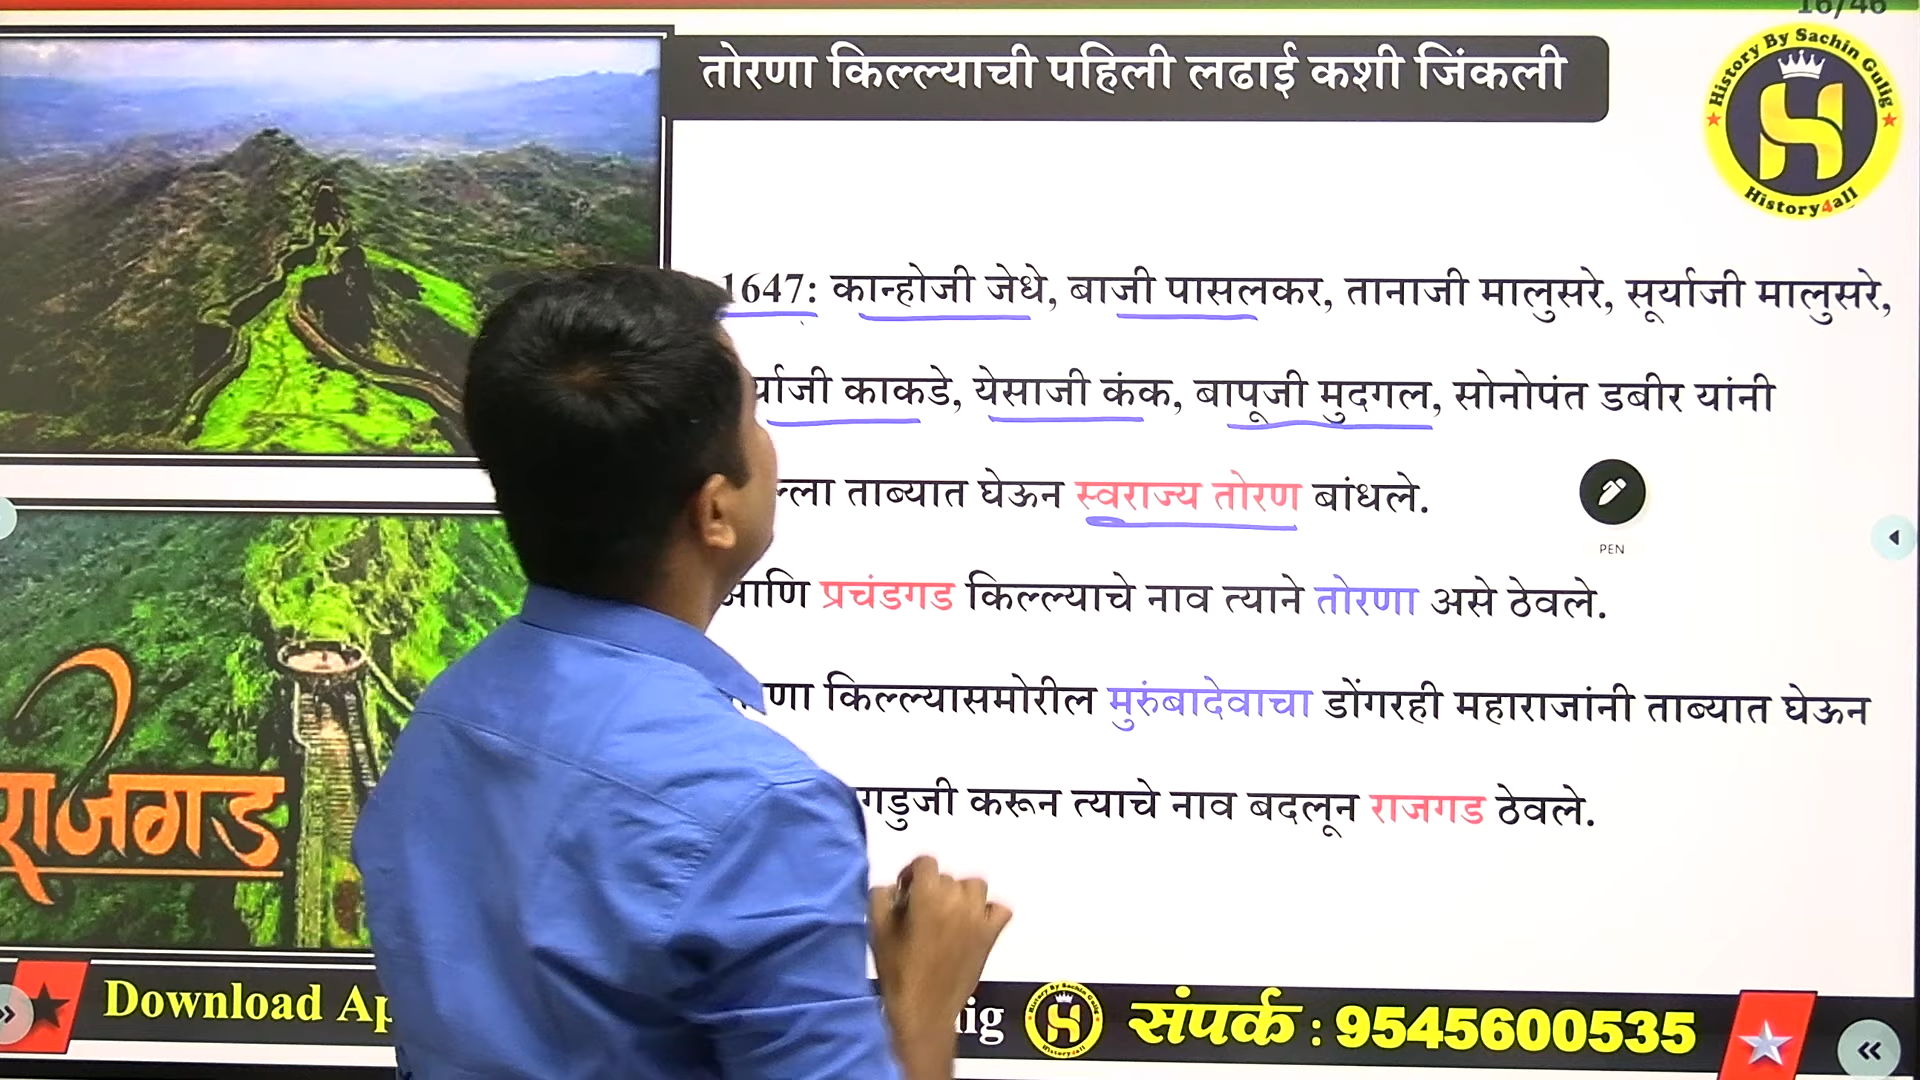 16/46
तोरणा किल्ल्याची पहिली लढाई कशी जिंकली
History By Sachin Gulig
History4all
1647: कान्होजी जेधे, बाजी पासलकर, तानाजी मालुसरे, सूर्याजी मालुसरे,
काकडे, येसाजी कंक, बापूजी मुदगल, सोनोपंत डबीर यांनी
ताब्यात घेऊन स्वराज्य तोरण बांधले.
PEN
आणि प्रचंडगड किल्ल्याचे नाव त्याने तोरणा असे ठेवले.
किल्ल्यासमोरील मुरुंबादेवाचा डोंगरही महाराजांनी ताब्यात घेऊन
करून त्याचे नाव बदलून राजगड ठेवले.
राजगड
Download
संपर्क : 9545600535